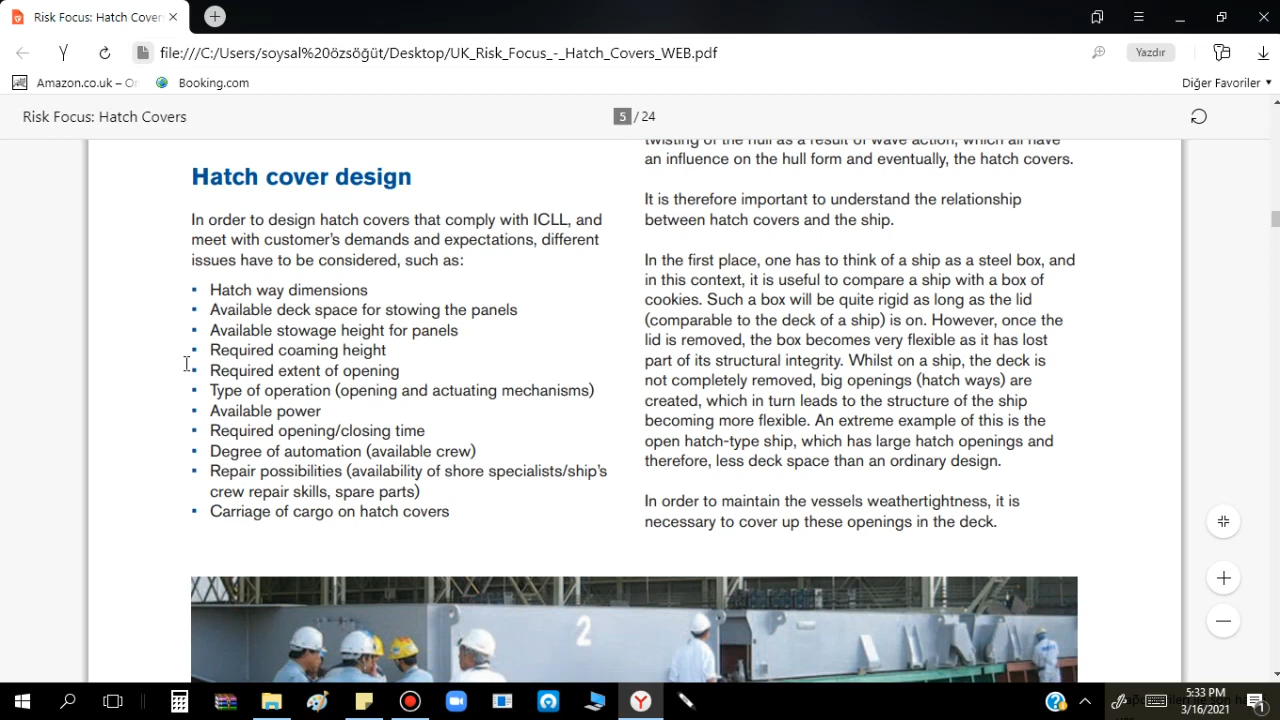 Risk Focus: Hatch Cover
file:///C:/Users/soysal%20özsöğüt/Desktop/UK_Risk_Focus_-_Hatch_Covers_WEB.pdf
Yazdır
Amazon.co.uk – O
Booking.com
Diğer Favoriler
Risk Focus: Hatch Covers
5 / 24
Hatch cover design
In order to design hatch covers that comply with ICLL, and
meet with customer's demands and expectations, different
issues have to be considered, such as:
▪ Hatch way dimensions
▪ Available deck space for stowing the panels
▪ Available stowage height for panels
▪ Required coaming height
▪ Required extent of opening
▪ Type of operation (opening and actuating mechanisms)
▪ Available power
▪ Required opening/closing time
▪ Degree of automation (available crew)
▪ Repair possibilities (availability of shore specialists/ship's
crew repair skills, spare parts)
▪ Carriage of cargo on hatch covers
twisting of the hull as a result of wave action, which all have
an influence on the hull form and eventually, the hatch covers.
It is therefore important to understand the relationship
between hatch covers and the ship.
In the first place, one has to think of a ship as a steel box, and
in this context, it is useful to compare a ship with a box of
cookies. Such a box will be quite rigid as long as the lid
(comparable to the deck of a ship) is on. However, once the
lid is removed, the box becomes very flexible as it has lost
part of its structural integrity. Whilst on a ship, the deck is
not completely removed, big openings (hatch ways) are
created, which in turn leads to the structure of the ship
becoming more flexible. An extreme example of this is the
open hatch-type ship, which has large hatch openings and
therefore, less deck space than an ordinary design.
In order to maintain the vessels weathertightness, it is
necessary to cover up these openings in the deck.
2
5:33 PM
3/16/2021
1